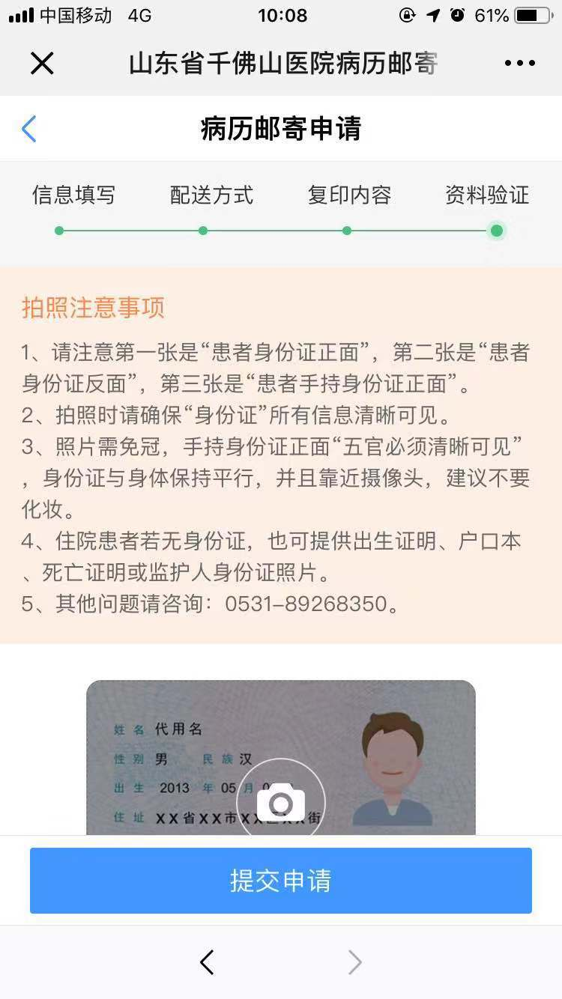 中国移动 4G 10:08 61%
山东省千佛山医院病历邮寄
病历邮寄申请
信息填写 配送方式 复印内容 资料验证
拍照注意事项
1、请注意第一张是“患者身份证正面”，第二张是“患者
身份证反面”，第三张是“患者手持身份证正面”。
2、拍照时请确保“身份证”所有信息清晰可见。
3、照片需免冠，手持身份证正面“五官必须清晰可见”
，身份证与身体保持平行，并且靠近摄像头，建议不要
化妆。
4、住院患者若无身份证，也可提供出生证明、户口本
、死亡证明或监护人身份证照片。
5、其他问题请咨询：0531-89268350。
姓名 代用名
性别 男 民族 汉
出生 2013 年 05 月
住址 XX省XX市XX区XX街
提交申请